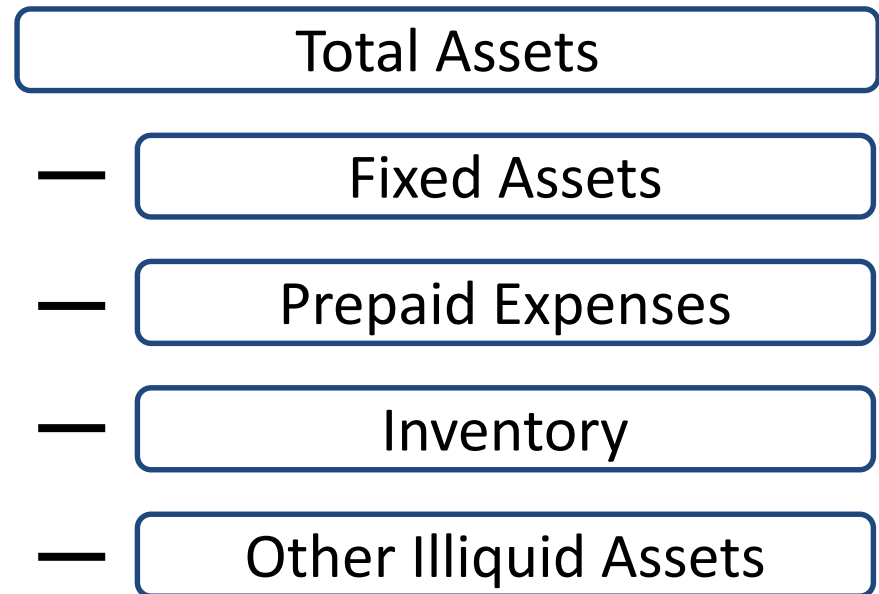 Total Assets
— Fixed Assets
— Prepaid Expenses
— Inventory
— Other Illiquid Assets